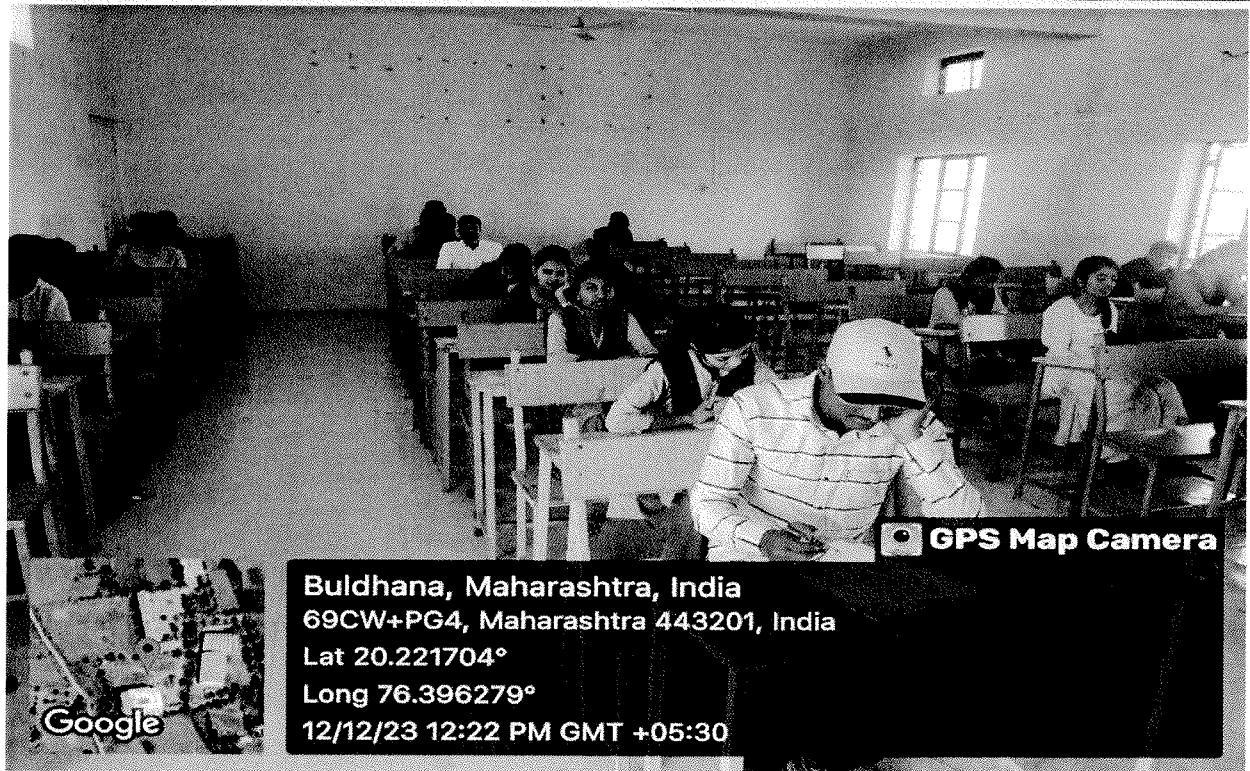 GPS Map Camera
Buldhana, Maharashtra, India
69CW+PG4, Maharashtra 443201, India
Lat 20.221704°
Long 76.396279°
12/12/23 12:22 PM GMT +05:30
Google